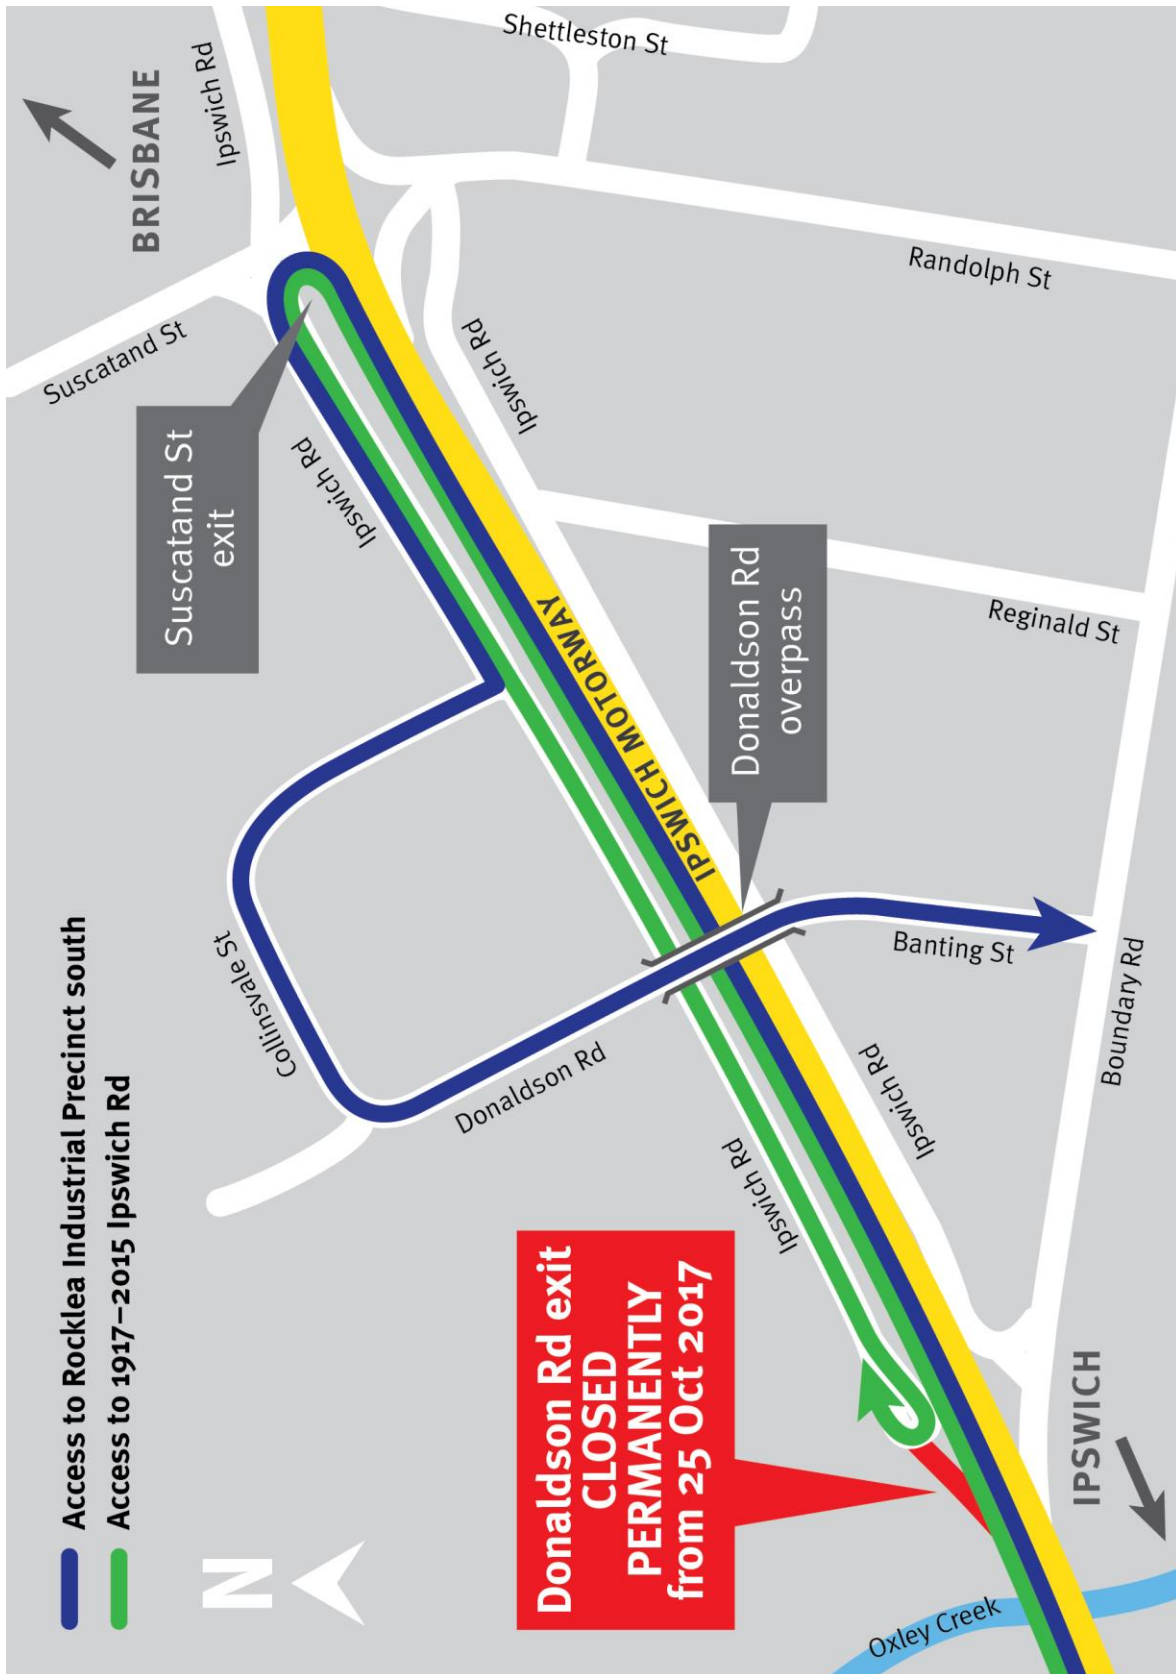 Access to Rocklea Industrial Precinct south
Access to 1917–2015 Ipswich Rd
N
BRISBANE
Ipswich Rd
Shettleston St
Suscatand St
Suscatand St
exit
Ipswich Rd
Ipswich Rd
Randolph St
Collinsvale St
IPSWICH MOTORWAY
Donaldson Rd
overpass
Reginald St
Donaldson Rd
Banting St
Ipswich Rd
Ipswich Rd
Boundary Rd
Donaldson Rd exit
CLOSED
PERMANENTLY
from 25 Oct 2017
Oxley Creek
IPSWICH